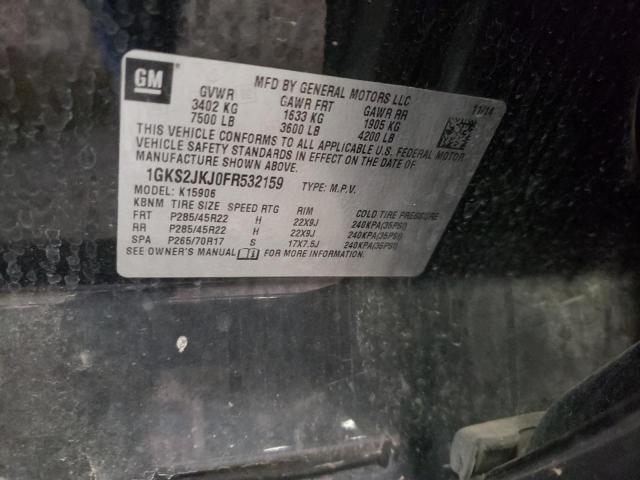 GM
MFD BY GENERAL MOTORS LLC
11/14
GVWR GAWR FRT GAWR RR
3402 KG 1633 KG 1905 KG
7500 LB 3600 LB 4200 LB
THIS VEHICLE CONFORMS TO ALL APPLICABLE U.S. FEDERAL MOTOR
VEHICLE SAFETY STANDARDS IN EFFECT ON THE DATE OF
MANUFACTURE SHOWN ABOVE.
1GKS2JKJ0FR532159 TYPE: M.P.V.
MODEL: K15906
KBNM TIRE SIZE SPEED RTG RIM COLD TIRE PRESSURE
FRT P285/45R22 H 22X9J 240KPA(35PSI)
RR P285/45R22 H 22X9J 240KPA(35PSI)
SPA P265/70R17 S 17X7.5J 240KPA(35PSI)
SEE OWNER'S MANUAL FOR MORE INFORMATION.